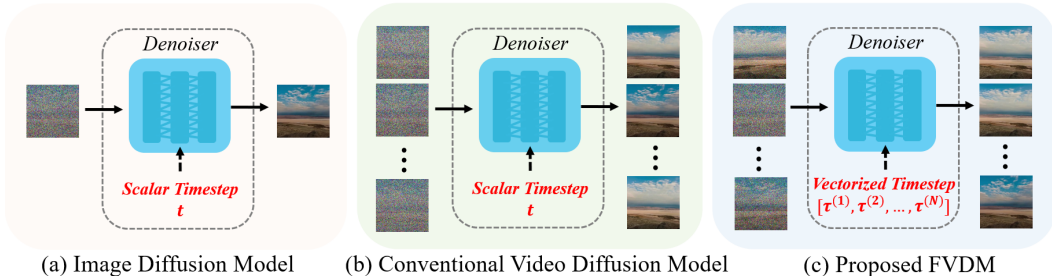 Denoiser
Scalar Timestep
t
(a) Image Diffusion Model
Denoiser
Scalar Timestep
t
(b) Conventional Video Diffusion Model
Denoiser
Vectorized Timestep
[τ⁽¹⁾, τ⁽²⁾, ..., τ⁽ᴺ⁾]
(c) Proposed FVDM